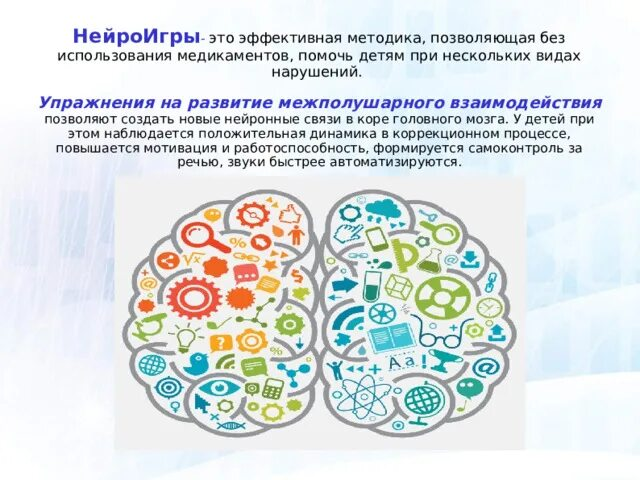 НейроИгры- это эффективная методика, позволяющая без
использования медикаментов, помочь детям при нескольких видах
нарушений.
Упражнения на развитие межполушарного взаимодействия
позволяют создать новые нейронные связи в коре головного мозга. У детей при
этом наблюдается положительная динамика в коррекционном процессе,
повышается мотивация и работоспособность, формируется самоконтроль за
речью, звуки быстрее автоматизируются.
%
√x
$
?
%
Aa
!